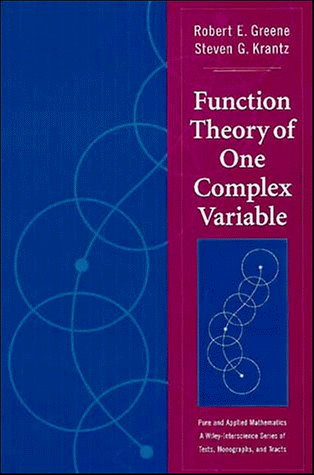 Robert E. Greene
Steven G. Krantz
Function
Theory of
One
Complex
Variable
Pure and Applied Mathematics
A Wiley-Interscience Series of
Texts, Monographs, and Tracts